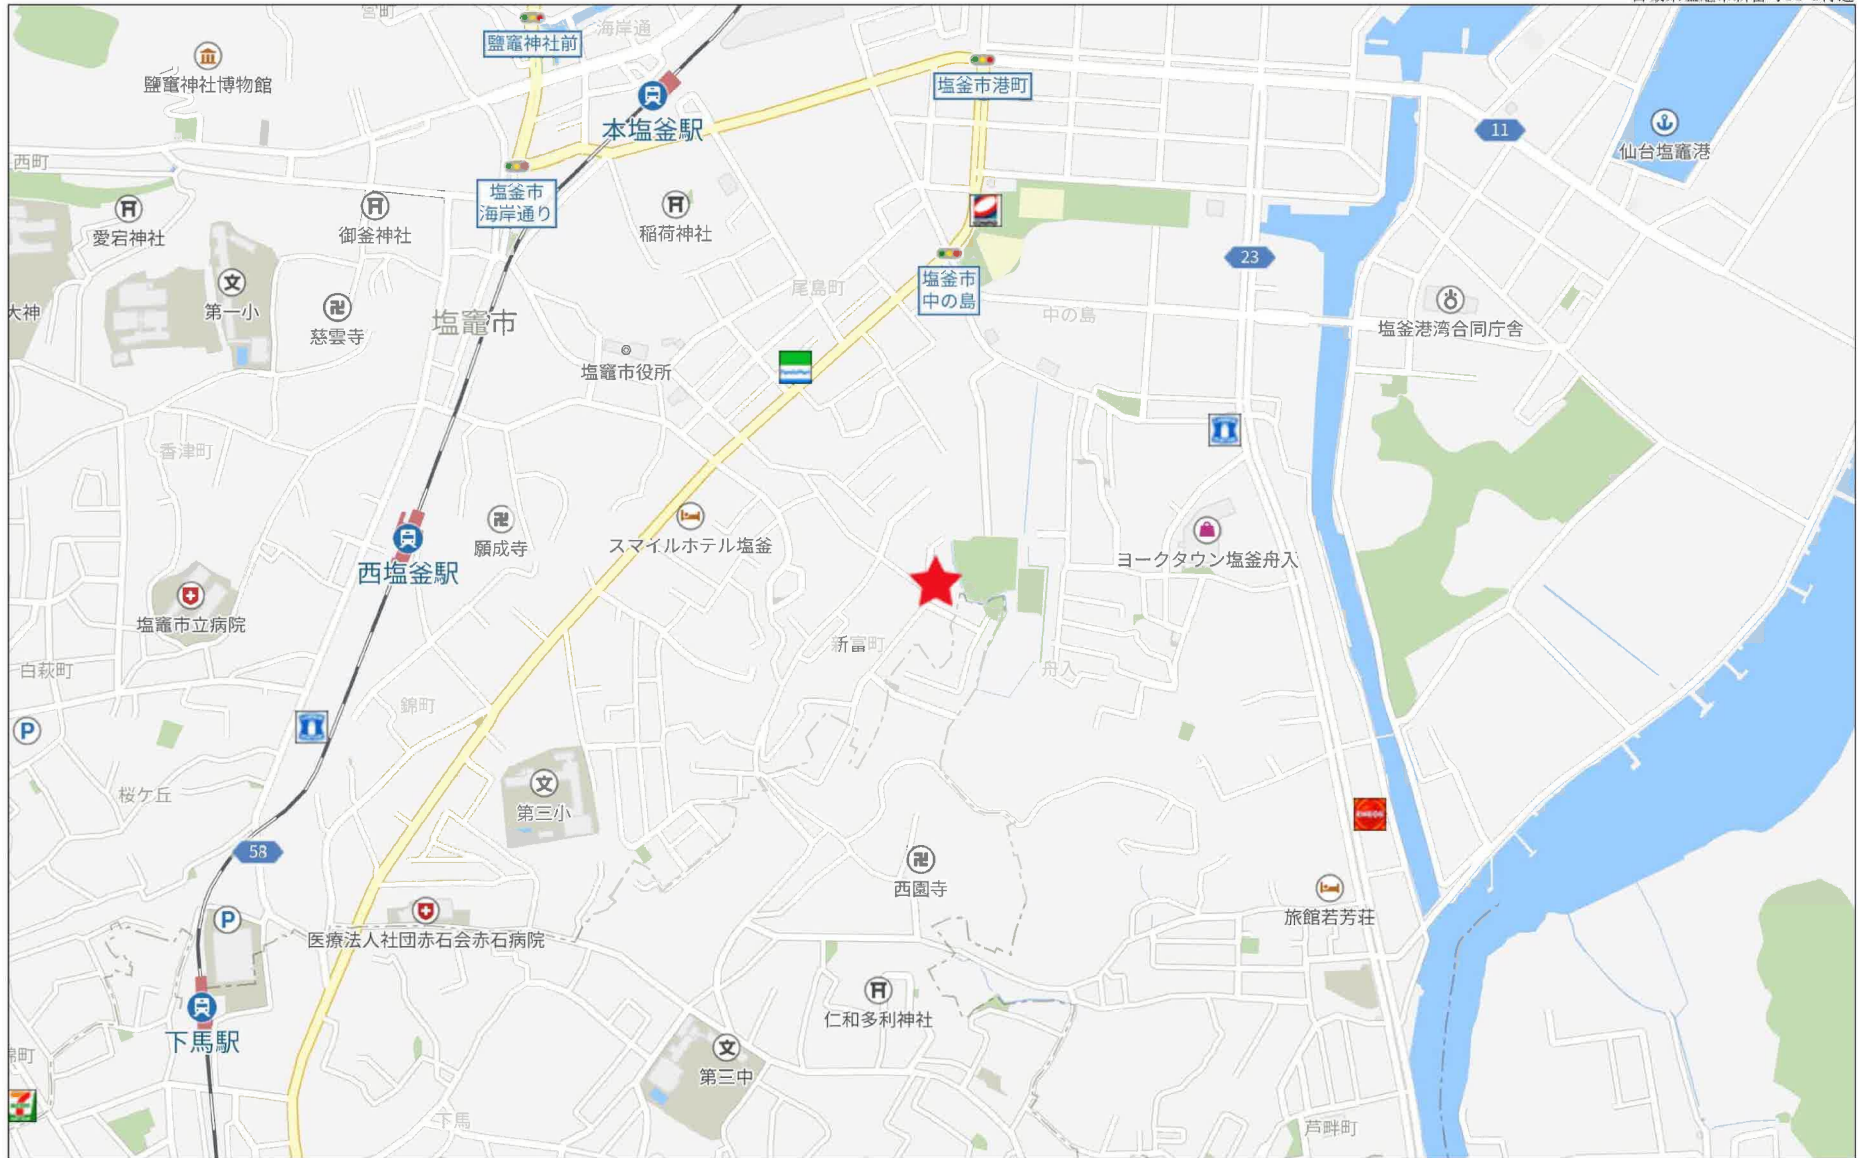 宮町
海岸通
鹽竈神社前
鹽竈神社博物館
塩釜市港町
本塩釜駅
11
仙台塩竈港
西町
塩釜市
海岸通り
愛宕神社
御釜神社
稲荷神社
23
塩釜市
中の島
尾島町
中の島
大神
第一小
慈雲寺
塩竈市
塩釜港湾合同庁舎
塩竈市役所
FamilyMart
香津町
願成寺
スマイルホテル塩釜
ヨークタウン塩釜舟入
西塩釜駅
塩竈市立病院
新富町
白萩町
舟入
錦町
P
桜ケ丘
第三小
ENEOS
58
西園寺
P
旅館若芳荘
医療法人社団赤石会赤石病院
仁和多利神社
下馬駅
第三中
下馬
芦畔町